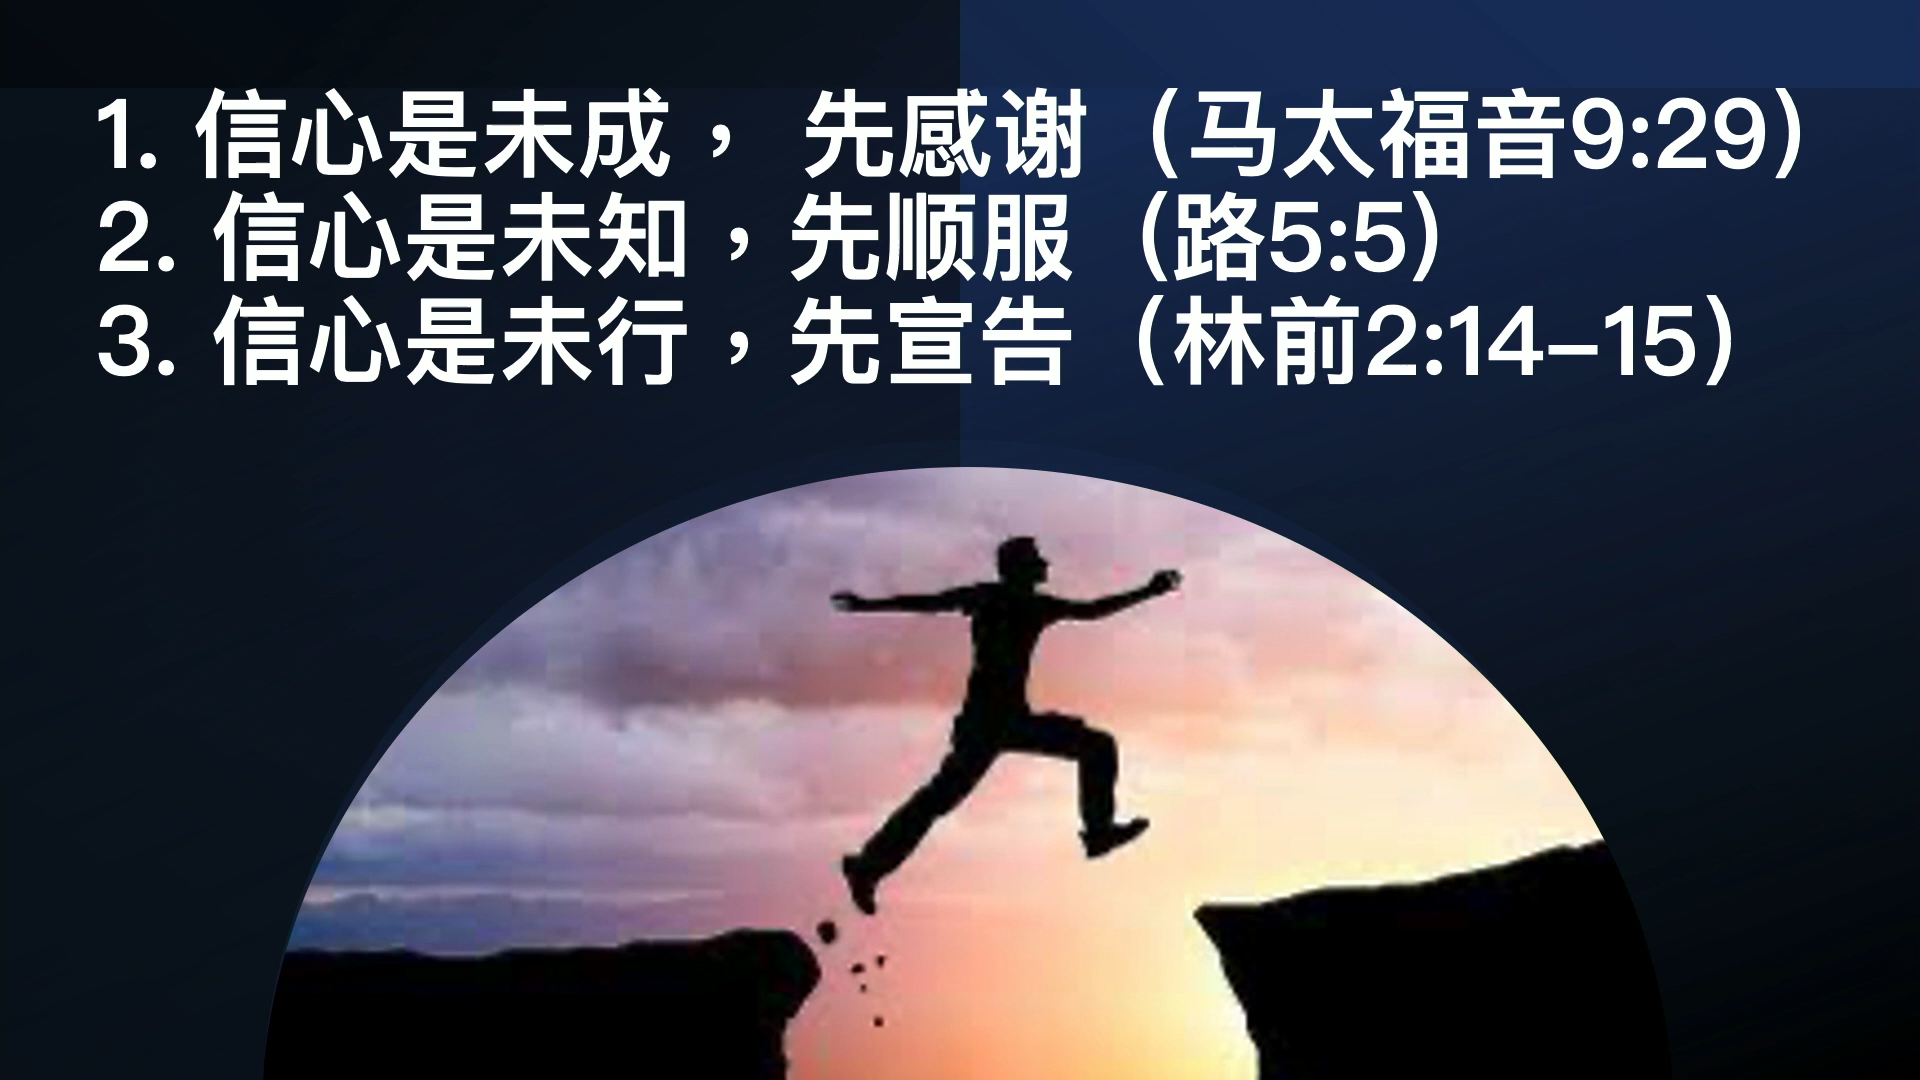 1. 信心是未成， 先感谢（马太福音9:29）
2. 信心是未知，先顺服（路5:5）
3. 信心是未行，先宣告（林前2:14-15）